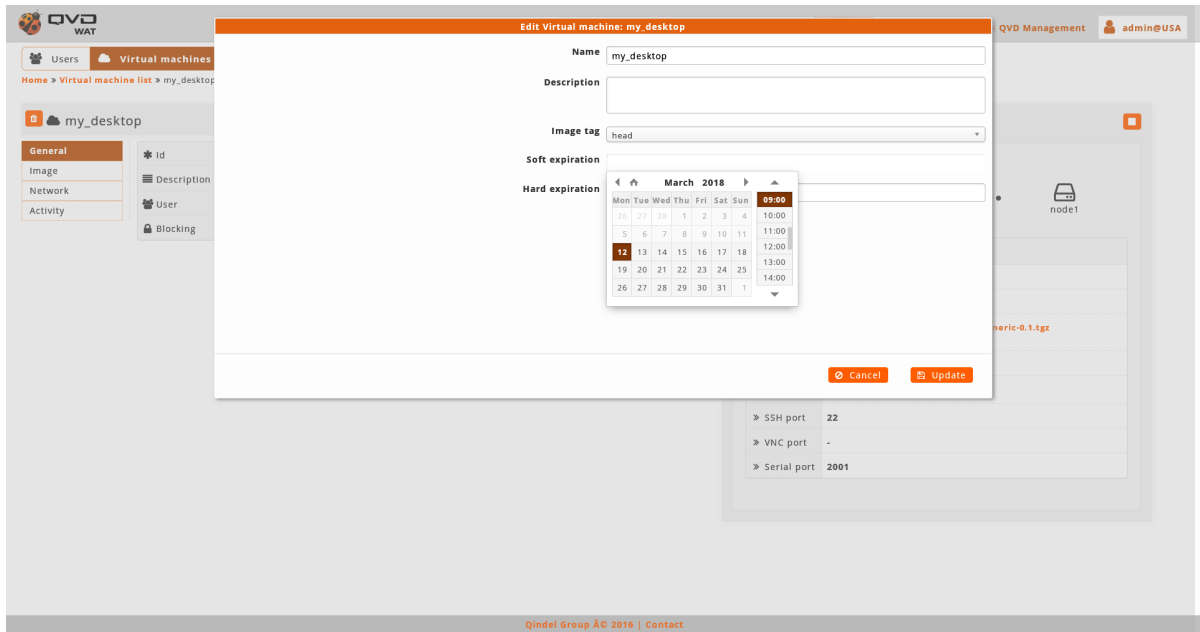 QVD
WAT
QVD Management
admin@USA
Users
Virtual machines
Home » Virtual machine list » my_desktop
my_desktop
General
Image
Network
Activity
Id
Description
User
Blocking
Edit Virtual machine: my_desktop
Name my_desktop
Description
Image tag head
Soft expiration
Hard expiration
March 2018
Mon Tue Wed Thu Fri Sat Sun
26 27 28 1 2 3 4
5 6 7 8 9 10 11
12 13 14 15 16 17 18
19 20 21 22 23 24 25
26 27 28 29 30 31 1
09:00
10:00
11:00
12:00
13:00
14:00
Cancel
Update
node1
neric-0.1.tgz
» SSH port 22
» VNC port -
» Serial port 2001
Qindel Group Ã© 2016 | Contact